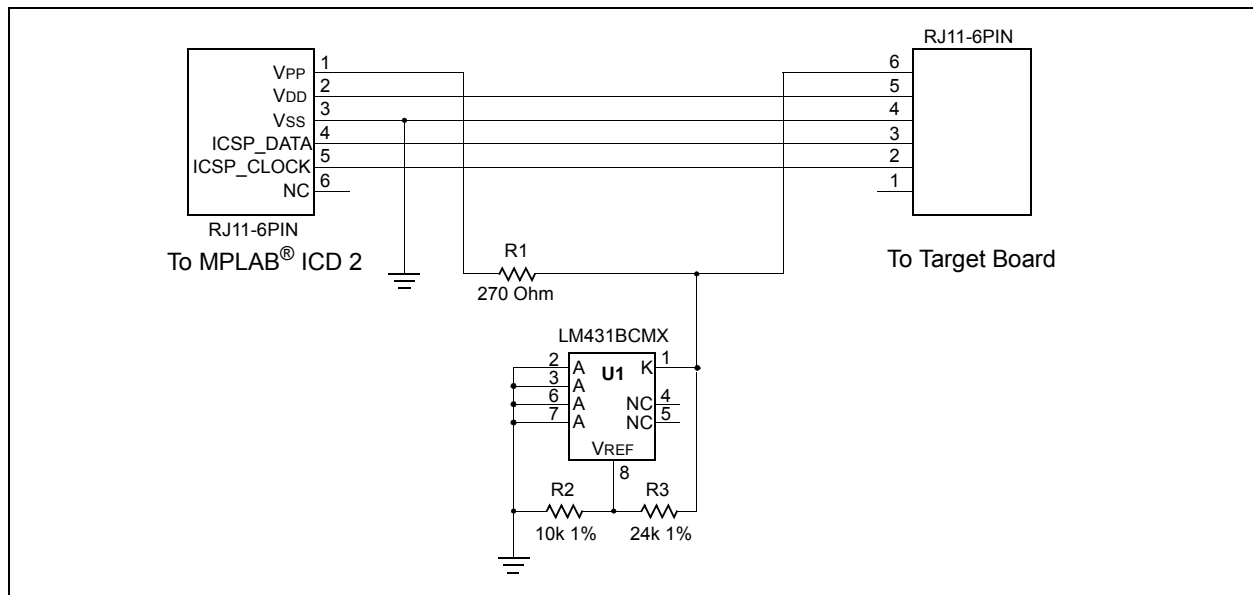 RJ11-6PIN
VPP 1
VDD 2
VSS 3
ICSP_DATA 4
ICSP_CLOCK 5
NC 6
RJ11-6PIN
To MPLAB® ICD 2
6
5
4
3
2
1
To Target Board
R1
270 Ohm
LM431BCMX
2 A U1 K 1
3 A
6 A NC 4
7 A NC 5
VREF
8
R2
10k 1%
R3
24k 1%